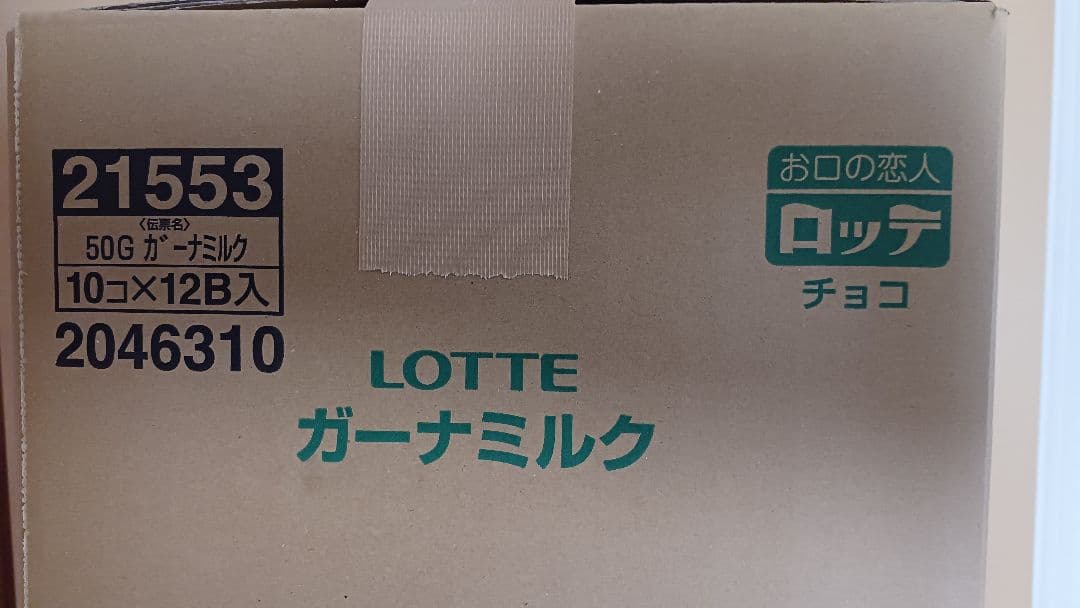 21553
〈伝票名〉
50G ガーナミルク
10コ×12B入
2046310
お口の恋人
ロッテ
チョコ
LOTTE
ガーナミルク